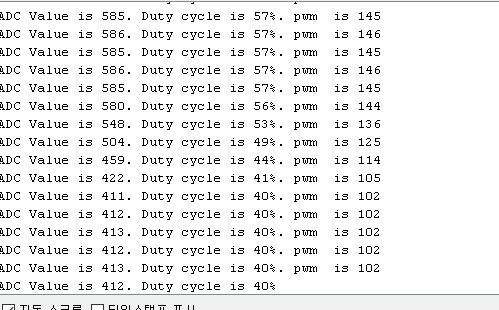 ADC Value is 585. Duty cycle is 57%. pwm  is 145
ADC Value is 586. Duty cycle is 57%. pwm  is 146
ADC Value is 585. Duty cycle is 57%. pwm  is 145
ADC Value is 586. Duty cycle is 57%. pwm  is 146
ADC Value is 585. Duty cycle is 57%. pwm  is 145
ADC Value is 580. Duty cycle is 56%. pwm  is 144
ADC Value is 548. Duty cycle is 53%. pwm  is 136
ADC Value is 504. Duty cycle is 49%. pwm  is 125
ADC Value is 459. Duty cycle is 44%. pwm  is 114
ADC Value is 422. Duty cycle is 41%. pwm  is 105
ADC Value is 411. Duty cycle is 40%. pwm  is 102
ADC Value is 412. Duty cycle is 40%. pwm  is 102
ADC Value is 413. Duty cycle is 40%. pwm  is 102
ADC Value is 412. Duty cycle is 40%. pwm  is 102
ADC Value is 413. Duty cycle is 40%. pwm  is 102
ADC Value is 412. Duty cycle is 40%